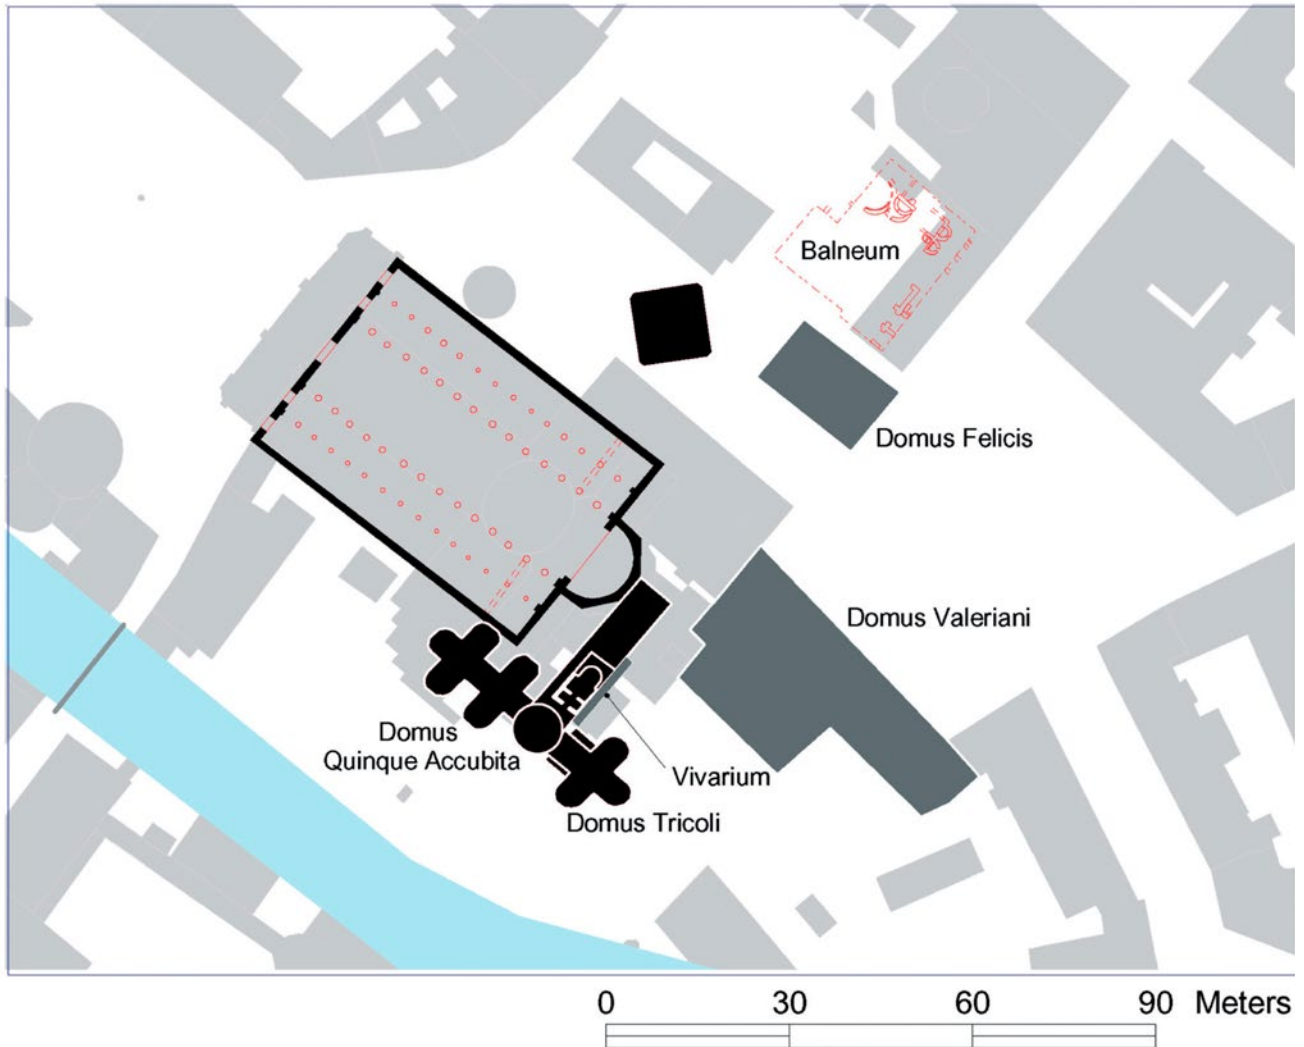 Balneum
Domus Felicis
Domus Valeriani
Domus
Quinque Accubita
Vivarium
Domus Tricoli
0 30 60 90 Meters